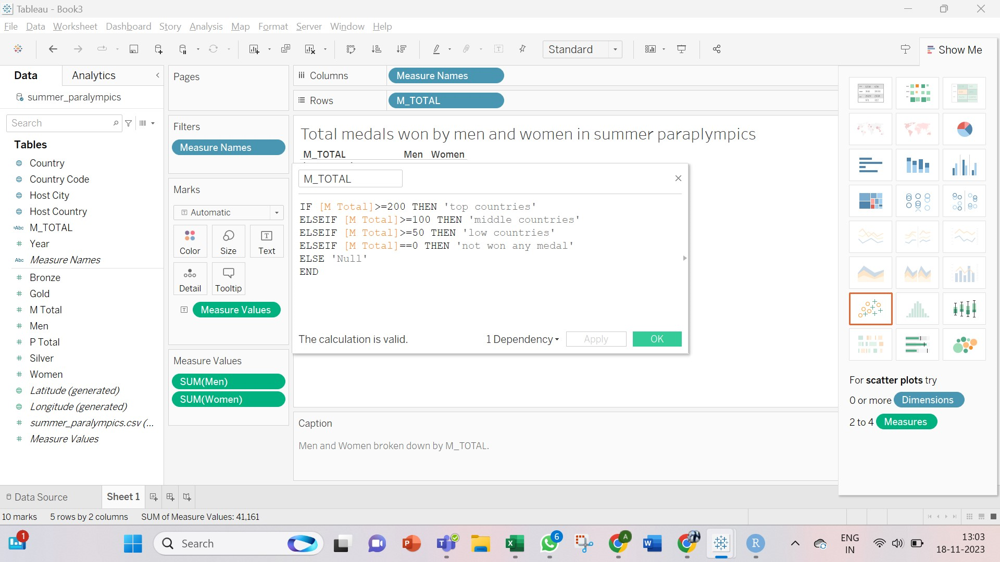 Tableau - Book3
File Data Worksheet Dashboard Story Analysis Map Format Server Window Help
Standard
Show Me
Data Analytics
summer_paralympics
Search
Tables
Country
Country Code
Host City
Host Country
=Abc M_TOTAL
Year
Abc Measure Names
Bronze
Gold
M Total
Men
P Total
Silver
Women
Latitude (generated)
Longitude (generated)
summer_paralympics.csv (...
Measure Values
Pages
Filters
Measure Names
Marks
Automatic
Color Size Text
Detail Tooltip
Measure Values
Measure Values
SUM(Men)
SUM(Women)
Columns Measure Names
Rows M_TOTAL
Total medals won by men and women in summer paraplympics
M_TOTAL Men Women
M_TOTAL
IF [M Total]>=200 THEN 'top countries'
ELSEIF [M Total]>=100 THEN 'middle countries'
ELSEIF [M Total]>=50 THEN 'low countries'
ELSEIF [M Total]==0 THEN 'not won any medal'
ELSE 'Null'
END
The calculation is valid. 1 Dependency Apply OK
Caption
Men and Women broken down by M_TOTAL.
For scatter plots try
0 or more Dimensions
2 to 4 Measures
Data Source Sheet 1
10 marks 5 rows by 2 columns SUM of Measure Values: 41,161
1
Search
6
A
ENG
IN
13:03
18-11-2023